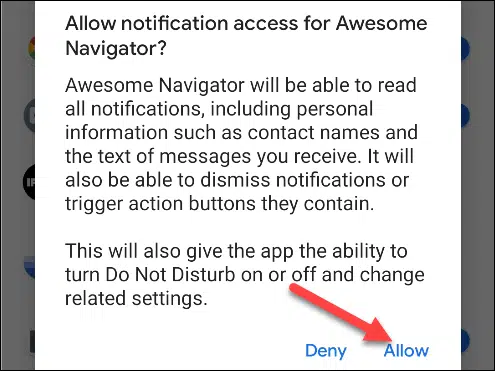 Allow notification access for Awesome
Navigator?
Awesome Navigator will be able to read
all notifications, including personal
information such as contact names and
the text of messages you receive. It will
also be able to dismiss notifications or
trigger action buttons they contain.
This will also give the app the ability to
turn Do Not Disturb on or off and change
related settings.
Deny Allow